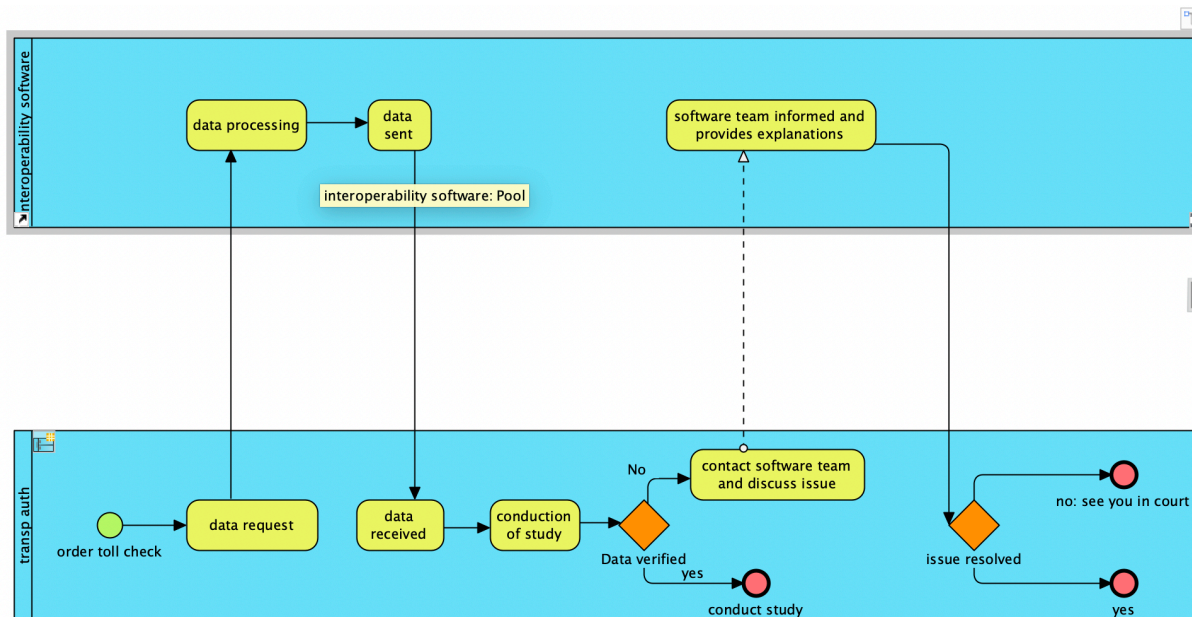 interoperability software
data processing
data
sent
software team informed and
provides explanations
interoperability software: Pool
transp auth
order toll check
data request
data
received
conduction
of study
No
contact software team
and discuss issue
Data verified
yes
conduct study
issue resolved
no: see you in court
yes